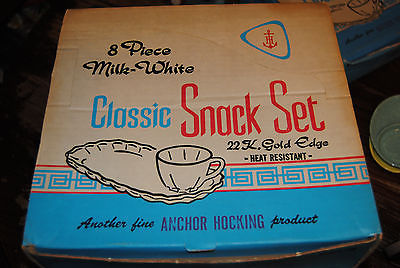 8 Piece
Milk-White
Classic Snack Set
22 K. Gold Edge
- HEAT RESISTANT -
Another fine ANCHOR HOCKING product